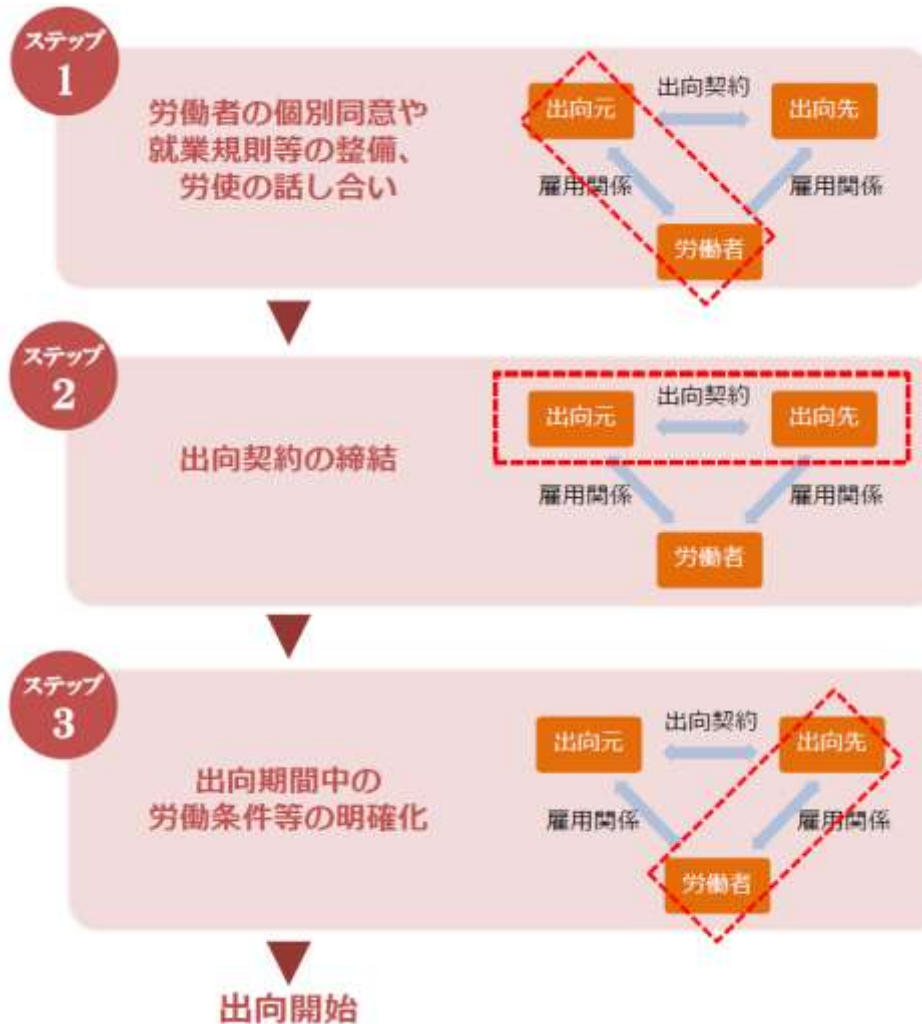 ステップ
1
労働者の個別同意や
就業規則等の整備、
労使の話し合い
出向元
出向契約
出向先
雇用関係
雇用関係
労働者
ステップ
2
出向契約の締結
出向元
出向契約
出向先
雇用関係
雇用関係
労働者
ステップ
3
出向期間中の
労働条件等の明確化
出向元
出向契約
出向先
雇用関係
雇用関係
労働者
出向開始